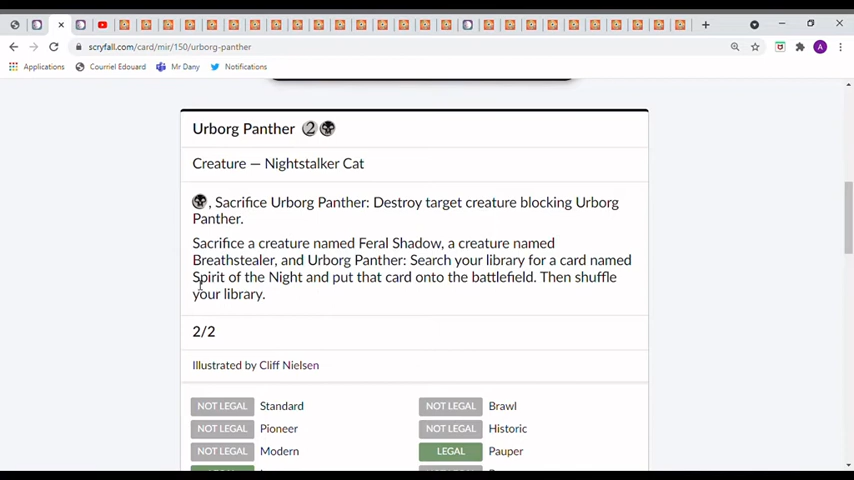 scryfall.com/card/mir/150/urborg-panther
A
Applications Courriel Edouard Mr Dany Notifications
Urborg Panther 2
Creature — Nightstalker Cat
, Sacrifice Urborg Panther: Destroy target creature blocking Urborg
Panther.
Sacrifice a creature named Feral Shadow, a creature named
Breathstealer, and Urborg Panther: Search your library for a card named
Spirit of the Night and put that card onto the battlefield. Then shuffle
your library.
2/2
Illustrated by Cliff Nielsen
NOT LEGAL Standard NOT LEGAL Brawl
NOT LEGAL Pioneer NOT LEGAL Historic
NOT LEGAL Modern LEGAL Pauper